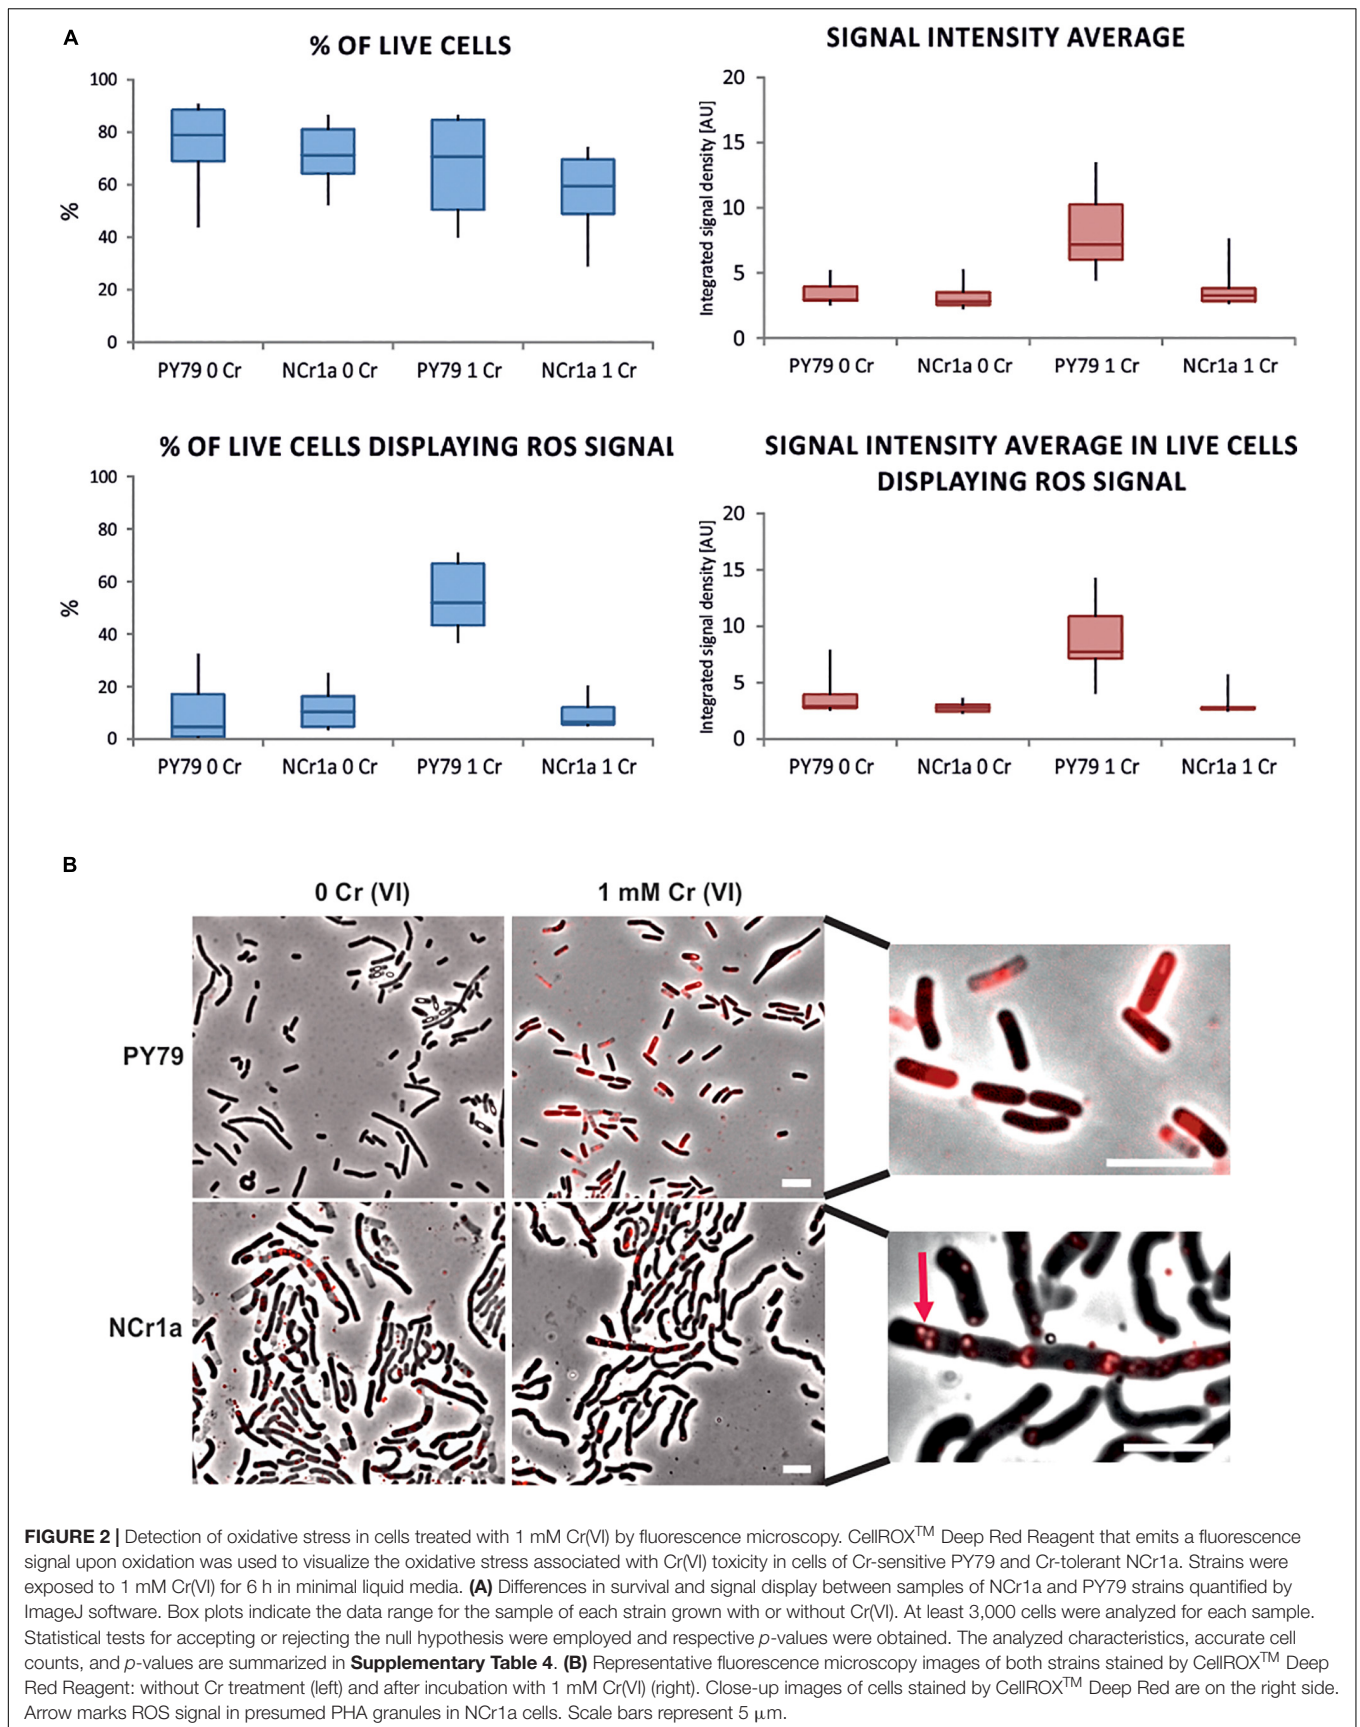 A
% OF LIVE CELLS
100
80
60
40
20
0
%
PY79 0 Cr
NCr1a 0 Cr
PY79 1 Cr
NCr1a 1 Cr
SIGNAL INTENSITY AVERAGE
20
15
10
5
0
Integrated signal density [AU]
PY79 0 Cr
NCr1a 0 Cr
PY79 1 Cr
NCr1a 1 Cr
% OF LIVE CELLS DISPLAYING ROS SIGNAL
100
80
60
40
20
0
%
PY79 0 Cr
NCr1a 0 Cr
PY79 1 Cr
NCr1a 1 Cr
SIGNAL INTENSITY AVERAGE IN LIVE CELLS
DISPLAYING ROS SIGNAL
20
15
10
5
0
Integrated signal density [AU]
PY79 0 Cr
NCr1a 0 Cr
PY79 1 Cr
NCr1a 1 Cr
B
0 Cr (VI)
1 mM Cr (VI)
PY79
NCr1a
FIGURE 2 | Detection of oxidative stress in cells treated with 1 mM Cr(VI) by fluorescence microscopy. CellROX™ Deep Red Reagent that emits a fluorescence
signal upon oxidation was used to visualize the oxidative stress associated with Cr(VI) toxicity in cells of Cr-sensitive PY79 and Cr-tolerant NCr1a. Strains were
exposed to 1 mM Cr(VI) for 6 h in minimal liquid media. (A) Differences in survival and signal display between samples of NCr1a and PY79 strains quantified by
ImageJ software. Box plots indicate the data range for the sample of each strain grown with or without Cr(VI). At least 3,000 cells were analyzed for each sample.
Statistical tests for accepting or rejecting the null hypothesis were employed and respective p-values were obtained. The analyzed characteristics, accurate cell
counts, and p-values are summarized in Supplementary Table 4. (B) Representative fluorescence microscopy images of both strains stained by CellROX™ Deep
Red Reagent: without Cr treatment (left) and after incubation with 1 mM Cr(VI) (right). Close-up images of cells stained by CellROX™ Deep Red are on the right side.
Arrow marks ROS signal in presumed PHA granules in NCr1a cells. Scale bars represent 5 μm.